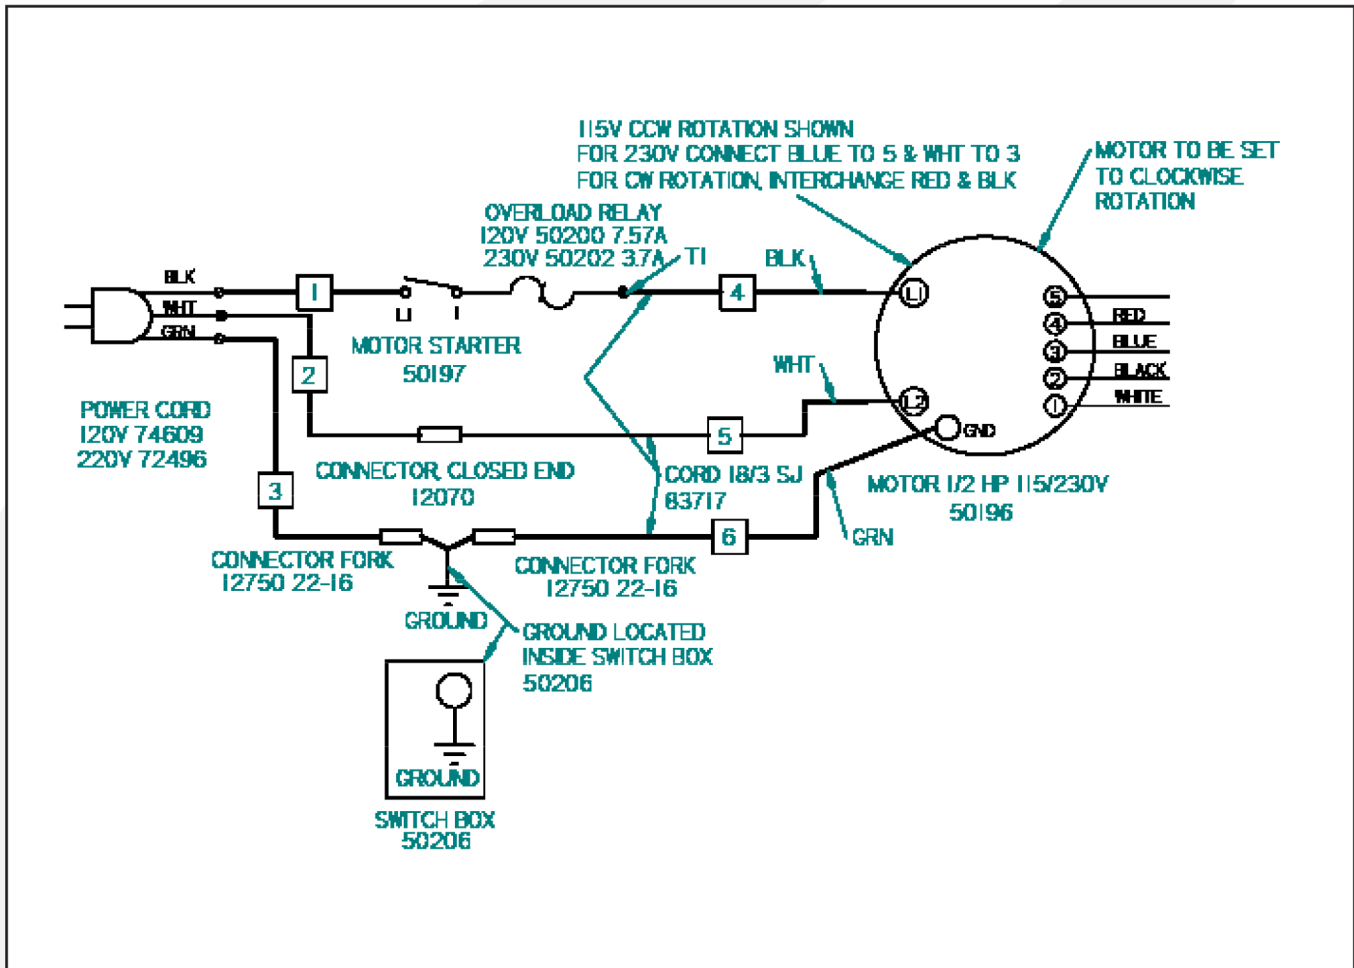 115V CCW ROTATION SHOWN
FOR 230V CONNECT BLUE TO 5 & WHT TO 3
FOR CW ROTATION, INTERCHANGE RED & BLK
MOTOR TO BE SET
TO CLOCKWISE
ROTATION
OVERLOAD RELAY
120V 50200 7.57A
230V 50202 3.7A
T1
BLK
BLK
WHT
GRN
1
L1
1
4
L1
MOTOR STARTER
50197
2
WHT
L2
GND
5
4
3
2
1
RED
BLUE
BLACK
WHITE
POWER CORD
120V 74609
220V 72496
3
CONNECTOR, CLOSED END
12070
5
CORD 18/3 SJ
83717
MOTOR 1/2 HP 115/230V
50196
6
GRN
CONNECTOR FORK
12750 22-16
CONNECTOR FORK
12750 22-16
GROUND
GROUND LOCATED
INSIDE SWITCH BOX
50206
GROUND
SWITCH BOX
50206